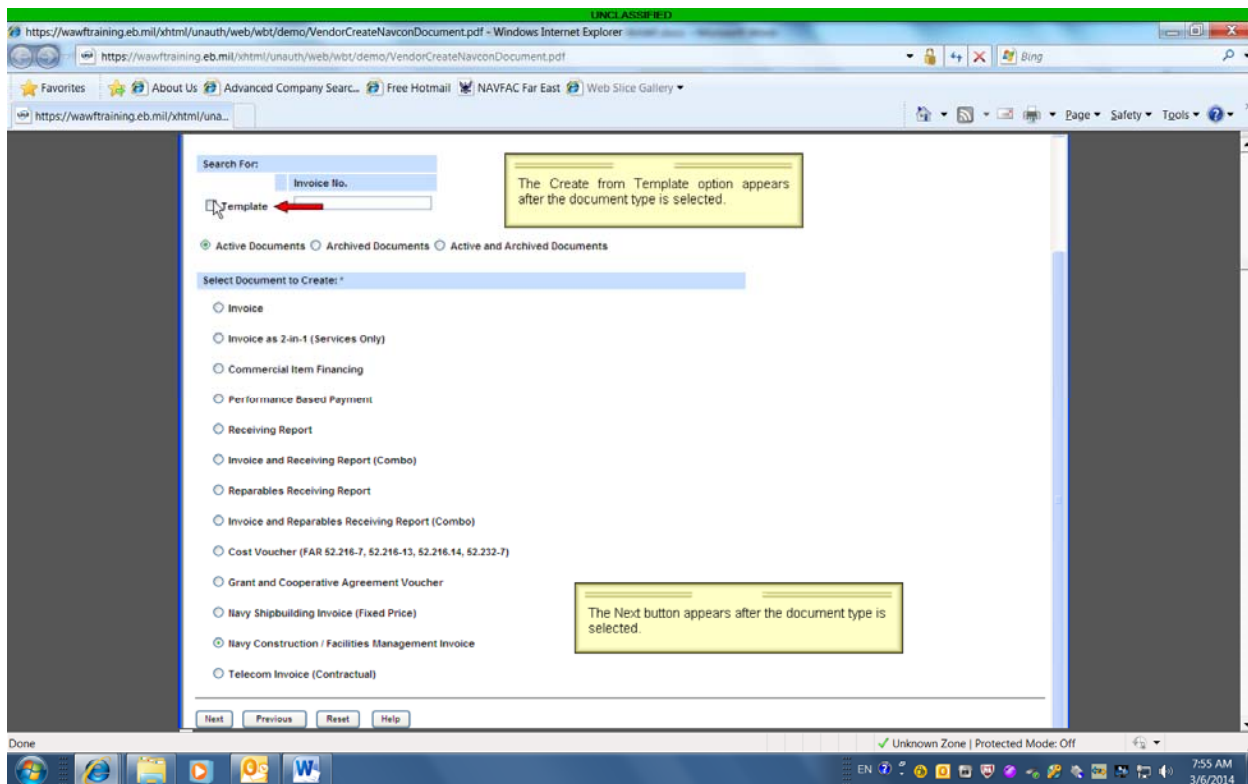 UNCLASSIFIED
https://wawftraining.eb.mil/xhtml/unauth/web/wbt/demo/VendorCreateNavconDocument.pdf - Windows Internet Explorer
https://wawftraining.eb.mil/xhtml/unauth/web/wbt/demo/VendorCreateNavconDocument.pdf
Bing
Favorites About Us Advanced Company Searc... Free Hotmail NAVFAC Far East Web Slice Gallery
https://wawftraining.eb.mil/xhtml/una...
Page Safety Tools
Search For:
Invoice No.
Template
The Create from Template option appears
after the document type is selected.
Active Documents Archived Documents Active and Archived Documents
Select Document to Create: *
Invoice
Invoice as 2-in-1 (Services Only)
Commercial Item Financing
Performance Based Payment
Receiving Report
Invoice and Receiving Report (Combo)
Reparables Receiving Report
Invoice and Reparables Receiving Report (Combo)
Cost Voucher (FAR 52.216-7, 52.216-13, 52.216.14, 52.232-7)
Grant and Cooperative Agreement Voucher
Navy Shipbuilding Invoice (Fixed Price)
The Next button appears after the document type is
selected.
Navy Construction / Facilities Management Invoice
Telecom Invoice (Contractual)
Next Previous Reset Help
Done
Unknown Zone | Protected Mode: Off
EN
7:55 AM
3/6/2014